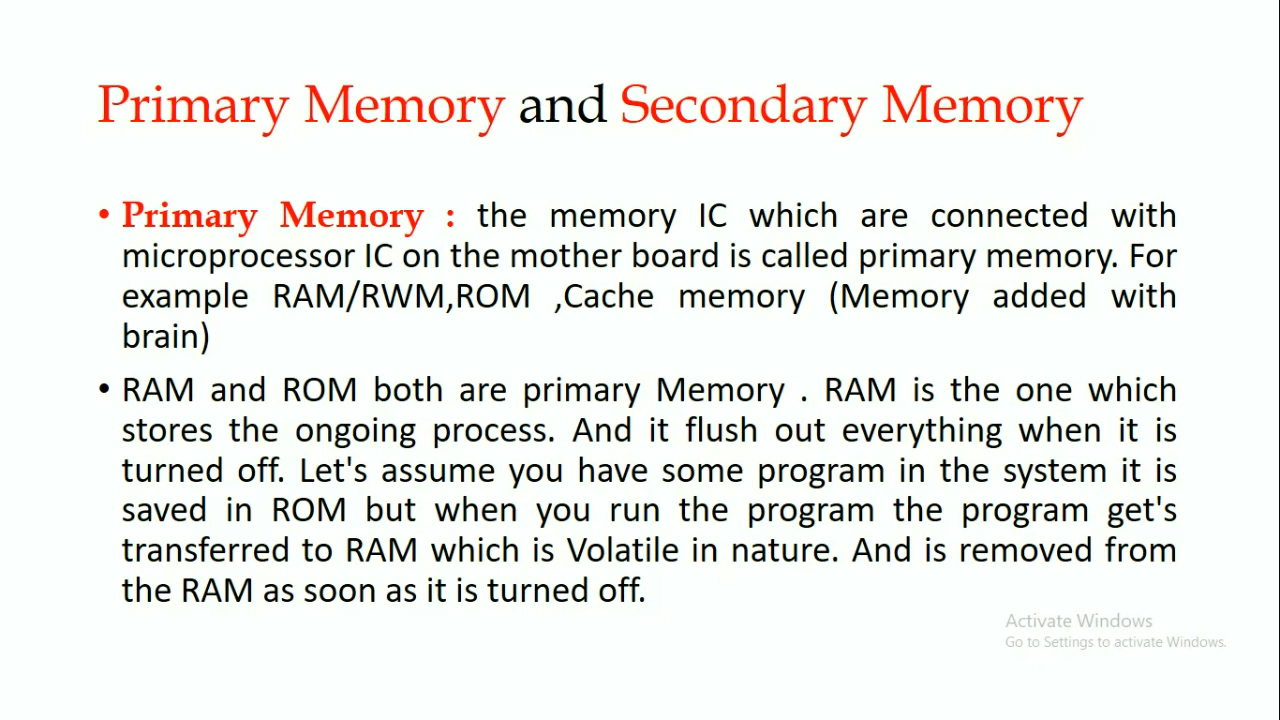 Primary Memory and Secondary Memory
• Primary Memory : the memory IC which are connected with
microprocessor IC on the mother board is called primary memory. For
example RAM/RWM,ROM ,Cache memory (Memory added with
brain)
• RAM and ROM both are primary Memory . RAM is the one which
stores the ongoing process. And it flush out everything when it is
turned off. Let's assume you have some program in the system it is
saved in ROM but when you run the program the program get's
transferred to RAM which is Volatile in nature. And is removed from
the RAM as soon as it is turned off.
Activate Windows
Go to Settings to activate Windows.